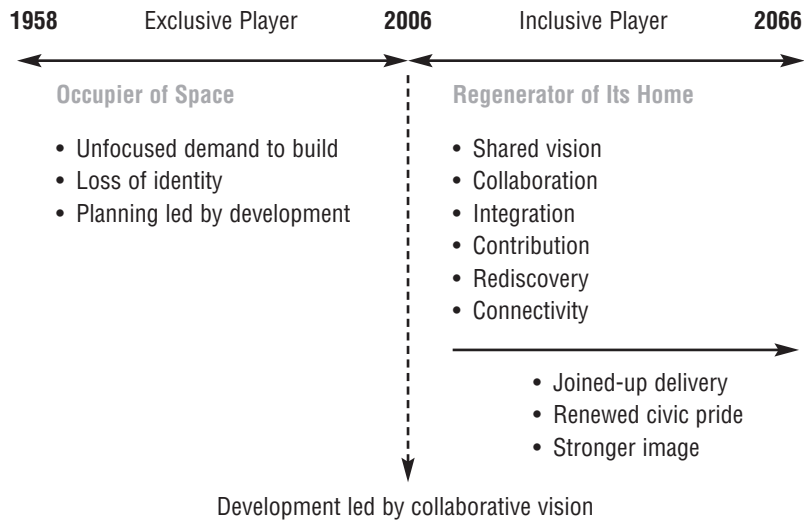 1958 Exclusive Player 2006 Inclusive Player 2066
Occupier of Space
• Unfocused demand to build
• Loss of identity
• Planning led by development
Regenerator of Its Home
• Shared vision
• Collaboration
• Integration
• Contribution
• Rediscovery
• Connectivity
• Joined-up delivery
• Renewed civic pride
• Stronger image
Development led by collaborative vision